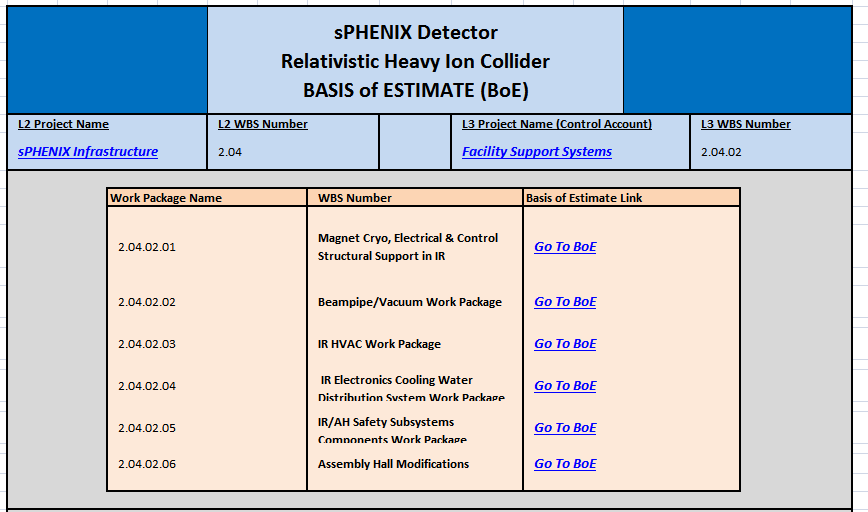 sPHENIX Detector
Relativistic Heavy Ion Collider
BASIS of ESTIMATE (BoE)
L2 Project Name
L2 WBS Number
L3 Project Name (Control Account)
L3 WBS Number
sPHENIX Infrastructure
2.04
Facility Support Systems
2.04.02
Work Package Name
WBS Number
Basis of Estimate Link
2.04.02.01
Magnet Cryo, Electrical & Control
Structural Support in IR
Go To BoE
2.04.02.02
Beampipe/Vacuum Work Package
Go To BoE
2.04.02.03
IR HVAC Work Package
Go To BoE
2.04.02.04
IR Electronics Cooling Water
Distribution System Work Package
Go To BoE
2.04.02.05
IR/AH Safety Subsystems
Components Work Package
Go To BoE
2.04.02.06
Assembly Hall Modifications
Go To BoE